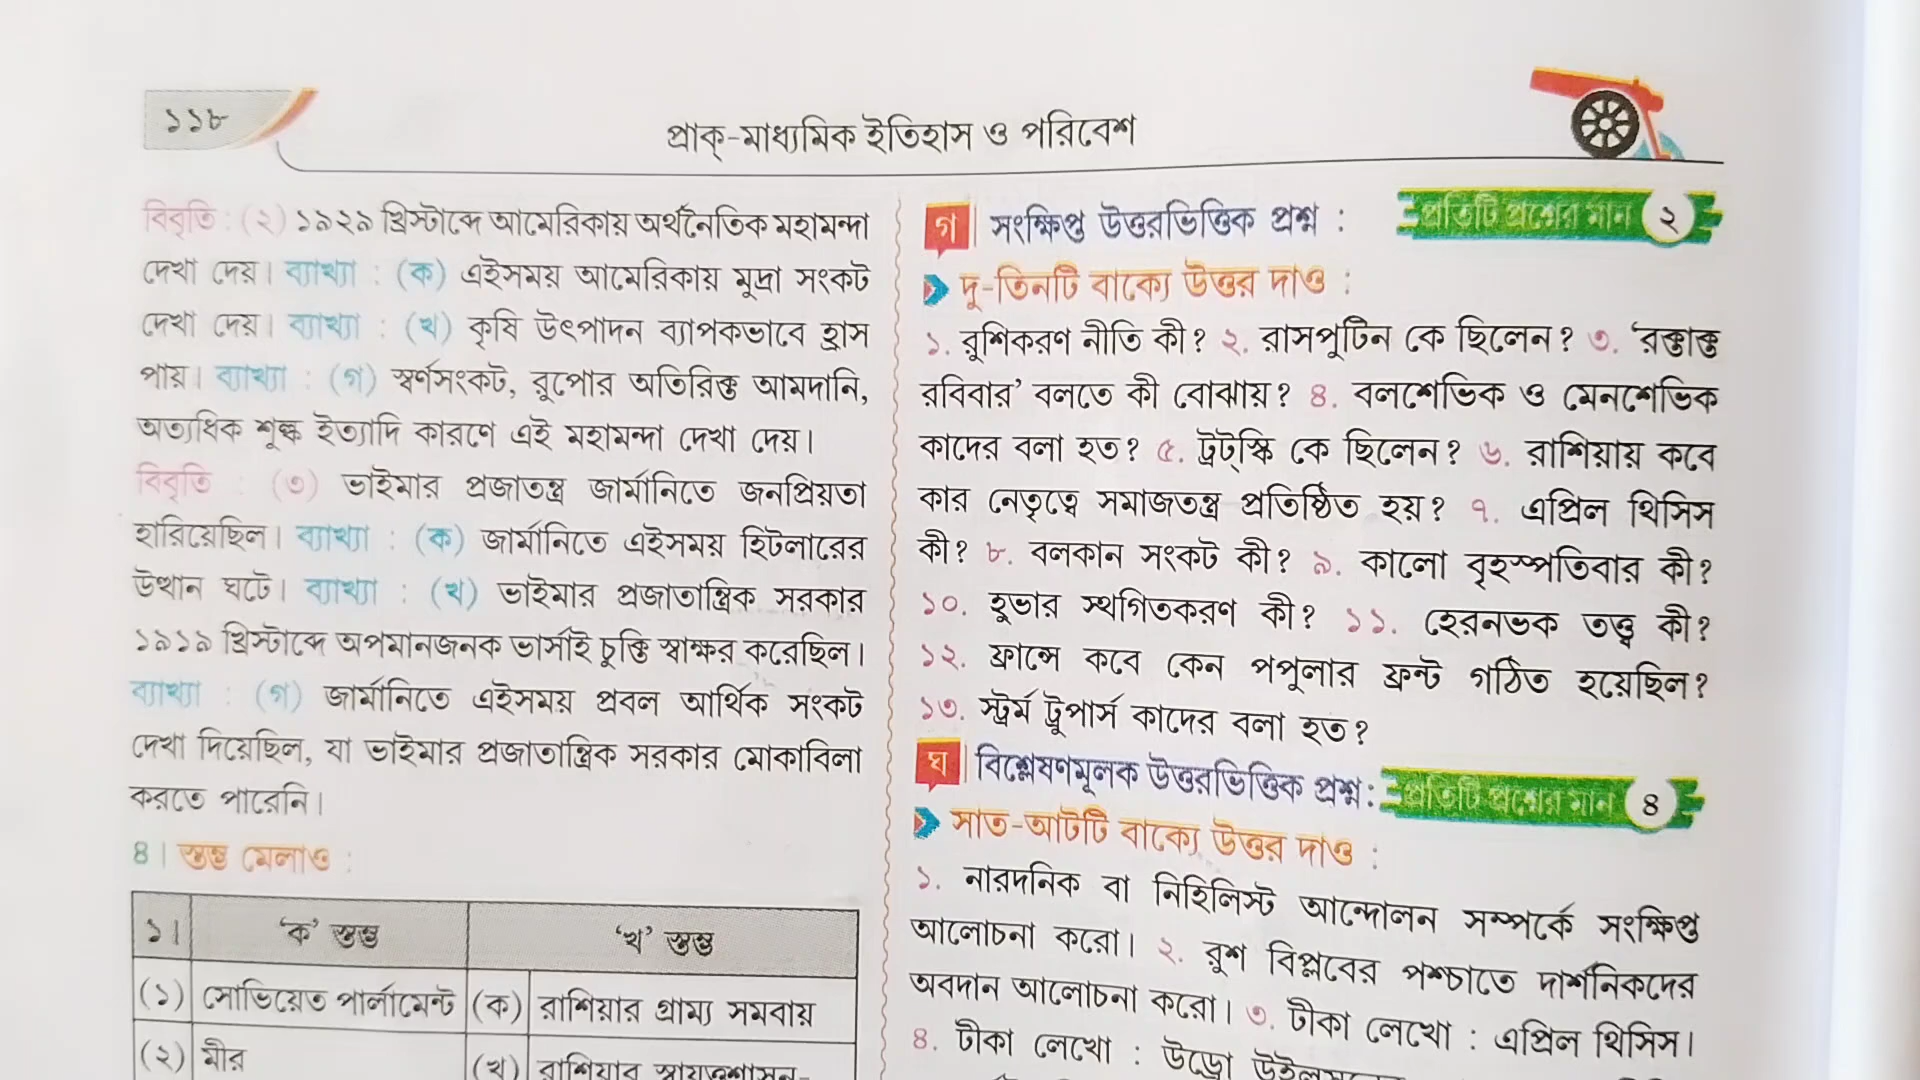 ১১৮
প্রাক্-মাধ্যমিক ইতিহাস ও পরিবেশ
বিবৃতি : (২) ১৯২৯ খ্রিস্টাব্দে আমেরিকায় অর্থনৈতিক মহামন্দা
দেখা দেয়। ব্যাখ্যা : (ক) এইসময় আমেরিকায় মুদ্রা সংকট
দেখা দেয়। ব্যাখ্যা : (খ) কৃষি উৎপাদন ব্যাপকভাবে হ্রাস
পায়। ব্যাখ্যা : (গ) স্বর্ণসংকট, রুপোর অতিরিক্ত আমদানি,
অত্যধিক শুল্ক ইত্যাদি কারণে এই মহামন্দা দেখা দেয়।
বিবৃতি : (৩) ভাইমার প্রজাতন্ত্র জার্মানিতে জনপ্রিয়তা
হারিয়েছিল। ব্যাখ্যা : (ক) জার্মানিতে এইসময় হিটলারের
উত্থান ঘটে। ব্যাখ্যা : (খ) ভাইমার প্রজাতান্ত্রিক সরকার
১৯১৯ খ্রিস্টাব্দে অপমানজনক ভার্সাই চুক্তি স্বাক্ষর করেছিল।
ব্যাখ্যা : (গ) জার্মানিতে এইসময় প্রবল আর্থিক সংকট
দেখা দিয়েছিল, যা ভাইমার প্রজাতান্ত্রিক সরকার মোকাবিলা
করতে পারেনি।
৪। স্তম্ভ মেলাও :
১। ‘ক’ স্তম্ভ ‘খ’ স্তম্ভ
(১) সোভিয়েত পার্লামেন্ট (ক) রাশিয়ার গ্রাম্য সমবায়
(২) মীর (খ) রাশিয়ার স্বায়ত্তশাসন-
গ সংক্ষিপ্ত উত্তরভিত্তিক প্রশ্ন : প্রতিটি প্রশ্নের মান ২
দু-তিনটি বাক্যে উত্তর দাও :
১. রুশিকরণ নীতি কী? ২. রাসপুটিন কে ছিলেন? ৩. ‘রক্তাক্ত
রবিবার’ বলতে কী বোঝায়? ৪. বলশেভিক ও মেনশেভিক
কাদের বলা হত? ৫. ট্রট্‌স্কি কে ছিলেন? ৬. রাশিয়ায় কবে
কার নেতৃত্বে সমাজতন্ত্র প্রতিষ্ঠিত হয়? ৭. এপ্রিল থিসিস
কী? ৮. বলকান সংকট কী? ৯. কালো বৃহস্পতিবার কী?
১০. হুভার স্থগিতকরণ কী? ১১. হেরনভক তত্ত্ব কী?
১২. ফ্রান্সে কবে কেন পপুলার ফ্রন্ট গঠিত হয়েছিল?
১৩. স্ট্রর্ম ট্রুপার্স কাদের বলা হত?
ঘ বিশ্লেষণমূলক উত্তরভিত্তিক প্রশ্ন: প্রতিটি প্রশ্নের মান ৪
সাত-আটটি বাক্যে উত্তর দাও :
১. নারদনিক বা নিহিলিস্ট আন্দোলন সম্পর্কে সংক্ষিপ্ত
আলোচনা করো। ২. রুশ বিপ্লবের পশ্চাতে দার্শনিকদের
অবদান আলোচনা করো। ৩. টীকা লেখো : এপ্রিল থিসিস।
৪. টীকা লেখো : উড্রো